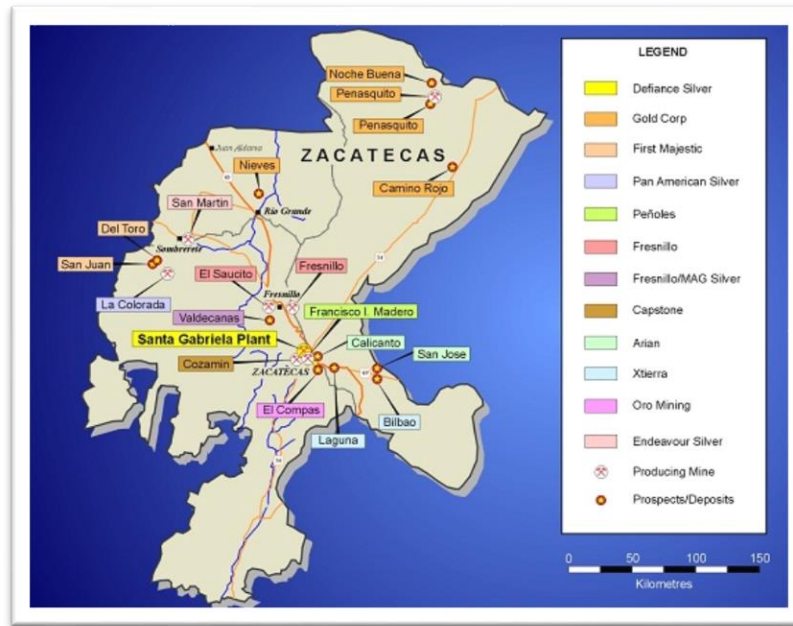 Noche Buena
Penasquito
Penasquito
ZACATECAS
Juan Aldama
Nieves
Camino Rojo
San Martin
Rio Grande
Del Toro
Sombrerete
San Juan
El Saucito
Fresnillo
La Colorada
Fresnillo
Valdecanas
Francisco I. Madero
Santa Gabriela Plant
Calicanto
San Jose
Cozamin
ZACATECAS
El Compas
Bilbao
Laguna
54
LEGEND
Defiance Silver
Gold Corp
First Majestic
Pan American Silver
Peñoles
Fresnillo
Fresnillo/MAG Silver
Capstone
Arian
Xtierra
Oro Mining
Endeavour Silver
Producing Mine
Prospects/Deposits
0 50 100 150
Kilometres